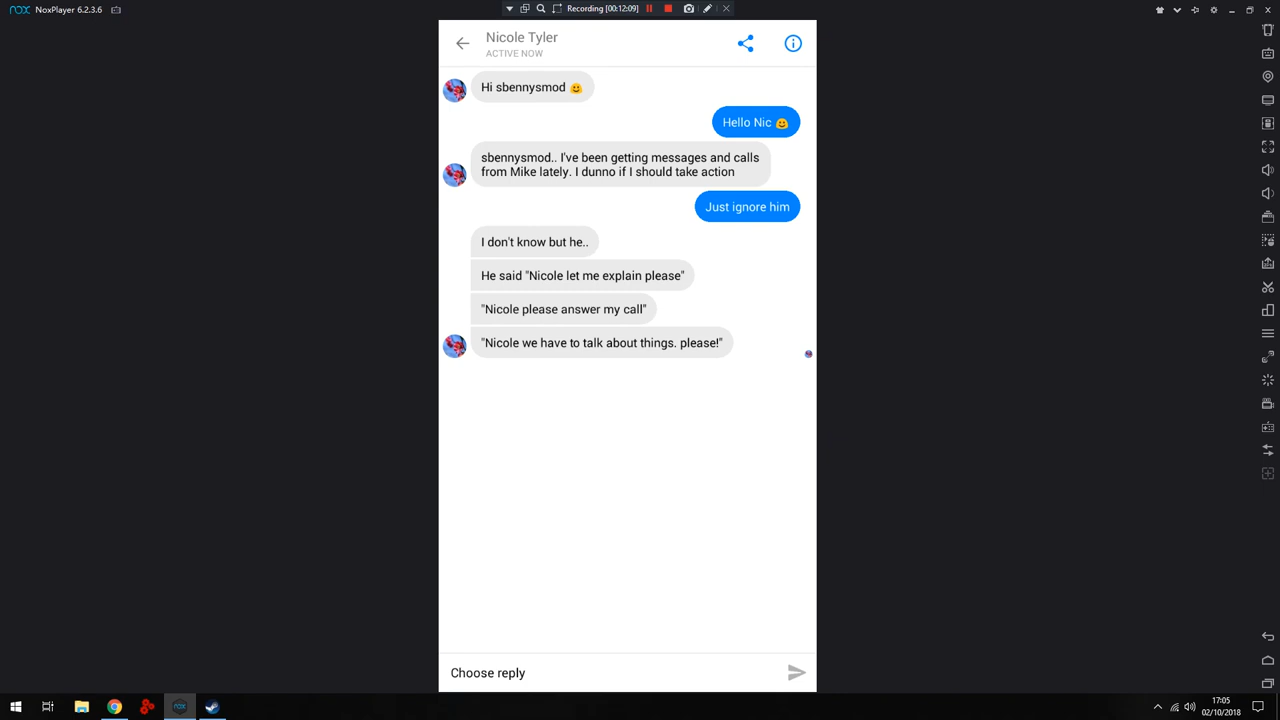 nox NoxPlayer 6.2.3.6
Recording [00:12:09]
Nicole Tyler
ACTIVE NOW
Hi sbennysmod 🙂
Hello Nic 🙂
sbennysmod.. I've been getting messages and calls
from Mike lately. I dunno if I should take action
Just ignore him
I don't know but he..
He said "Nicole let me explain please"
"Nicole please answer my call"
"Nicole we have to talk about things. please!"
Choose reply
nox
17:05
02/10/2018